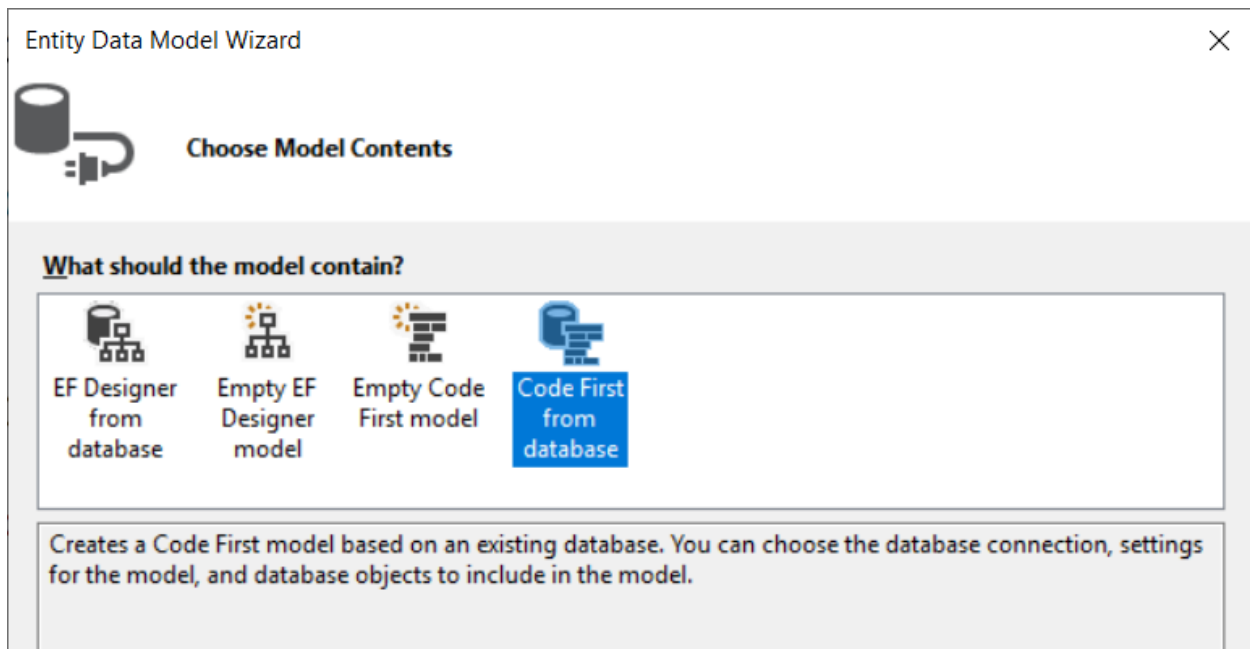 Entity Data Model Wizard
Choose Model Contents
What should the model contain?
EF Designer
from
database
Empty EF
Designer
model
Empty Code
First model
Code First
from
database
Creates a Code First model based on an existing database. You can choose the database connection, settings
for the model, and database objects to include in the model.